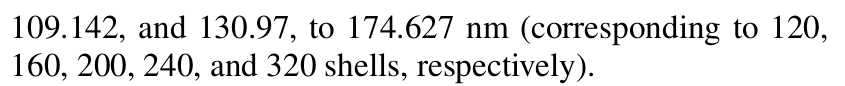 109.142, and 130.97, to 174.627 nm (corresponding to 120,
160, 200, 240, and 320 shells, respectively).